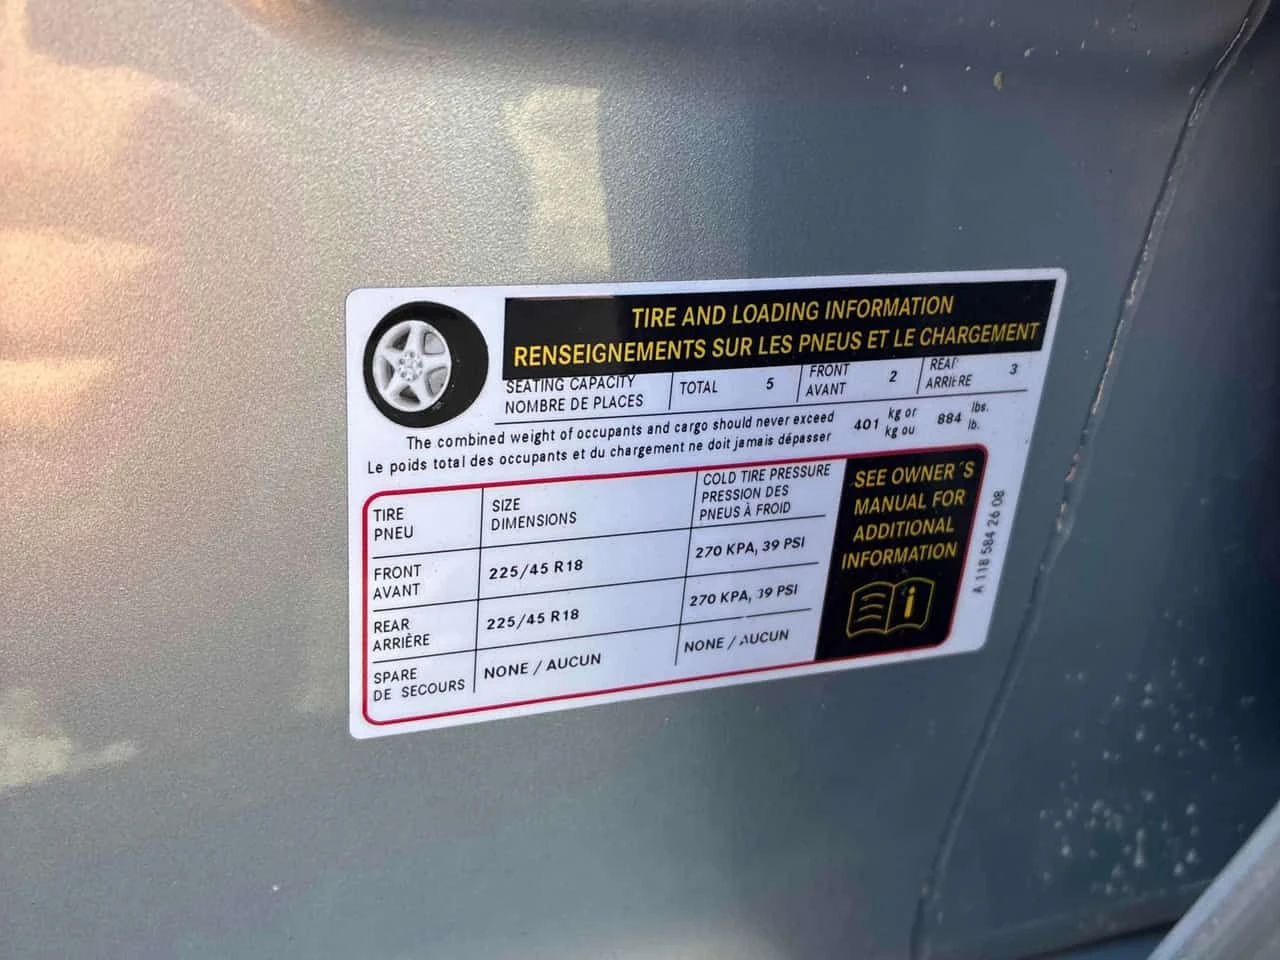 TIRE AND LOADING INFORMATION
RENSEIGNEMENTS SUR LES PNEUS ET LE CHARGEMENT
SEATING CAPACITY
NOMBRE DE PLACES
TOTAL 5
FRONT
AVANT
2
REAR
ARRIÈRE
3
The combined weight of occupants and cargo should never exceed
Le poids total des occupants et du chargement ne doit jamais dépasser
401
kg or
kg ou
884
lbs.
lb.
TIRE
PNEU
SIZE
DIMENSIONS
COLD TIRE PRESSURE
PRESSION DES
PNEUS À FROID
FRONT
AVANT
225/45 R18
270 KPA, 39 PSI
REAR
ARRIÈRE
225/45 R18
270 KPA, 39 PSI
SPARE
DE SECOURS
NONE / AUCUN
NONE / AUCUN
SEE OWNER´S
MANUAL FOR
ADDITIONAL
INFORMATION
i
A 118 584 26 08